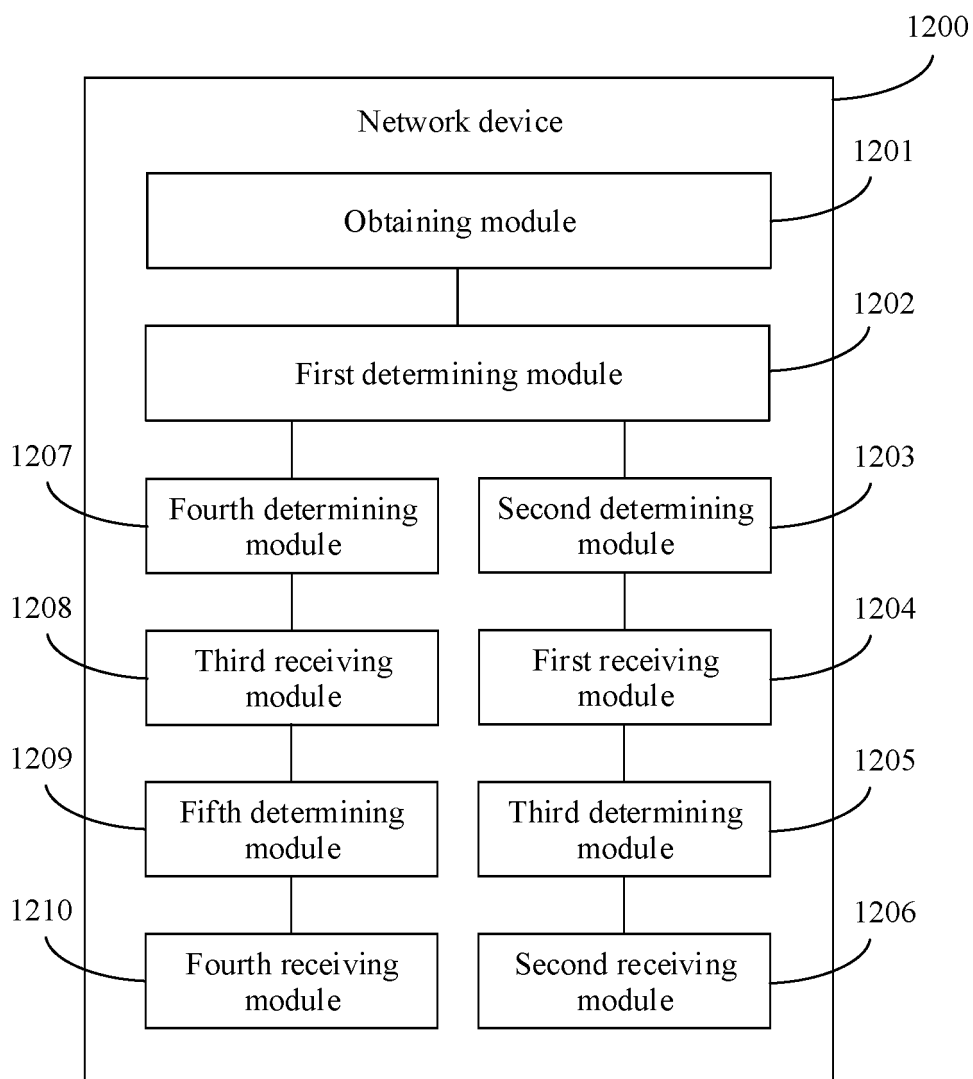 1200
Network device
1201
Obtaining module
1202
First determining module
1207
1203
Fourth determining
module
Second determining
module
1208
1204
Third receiving
module
First receiving
module
1209
1205
Fifth determining
module
Third determining
module
1210
1206
Fourth receiving
module
Second receiving
module